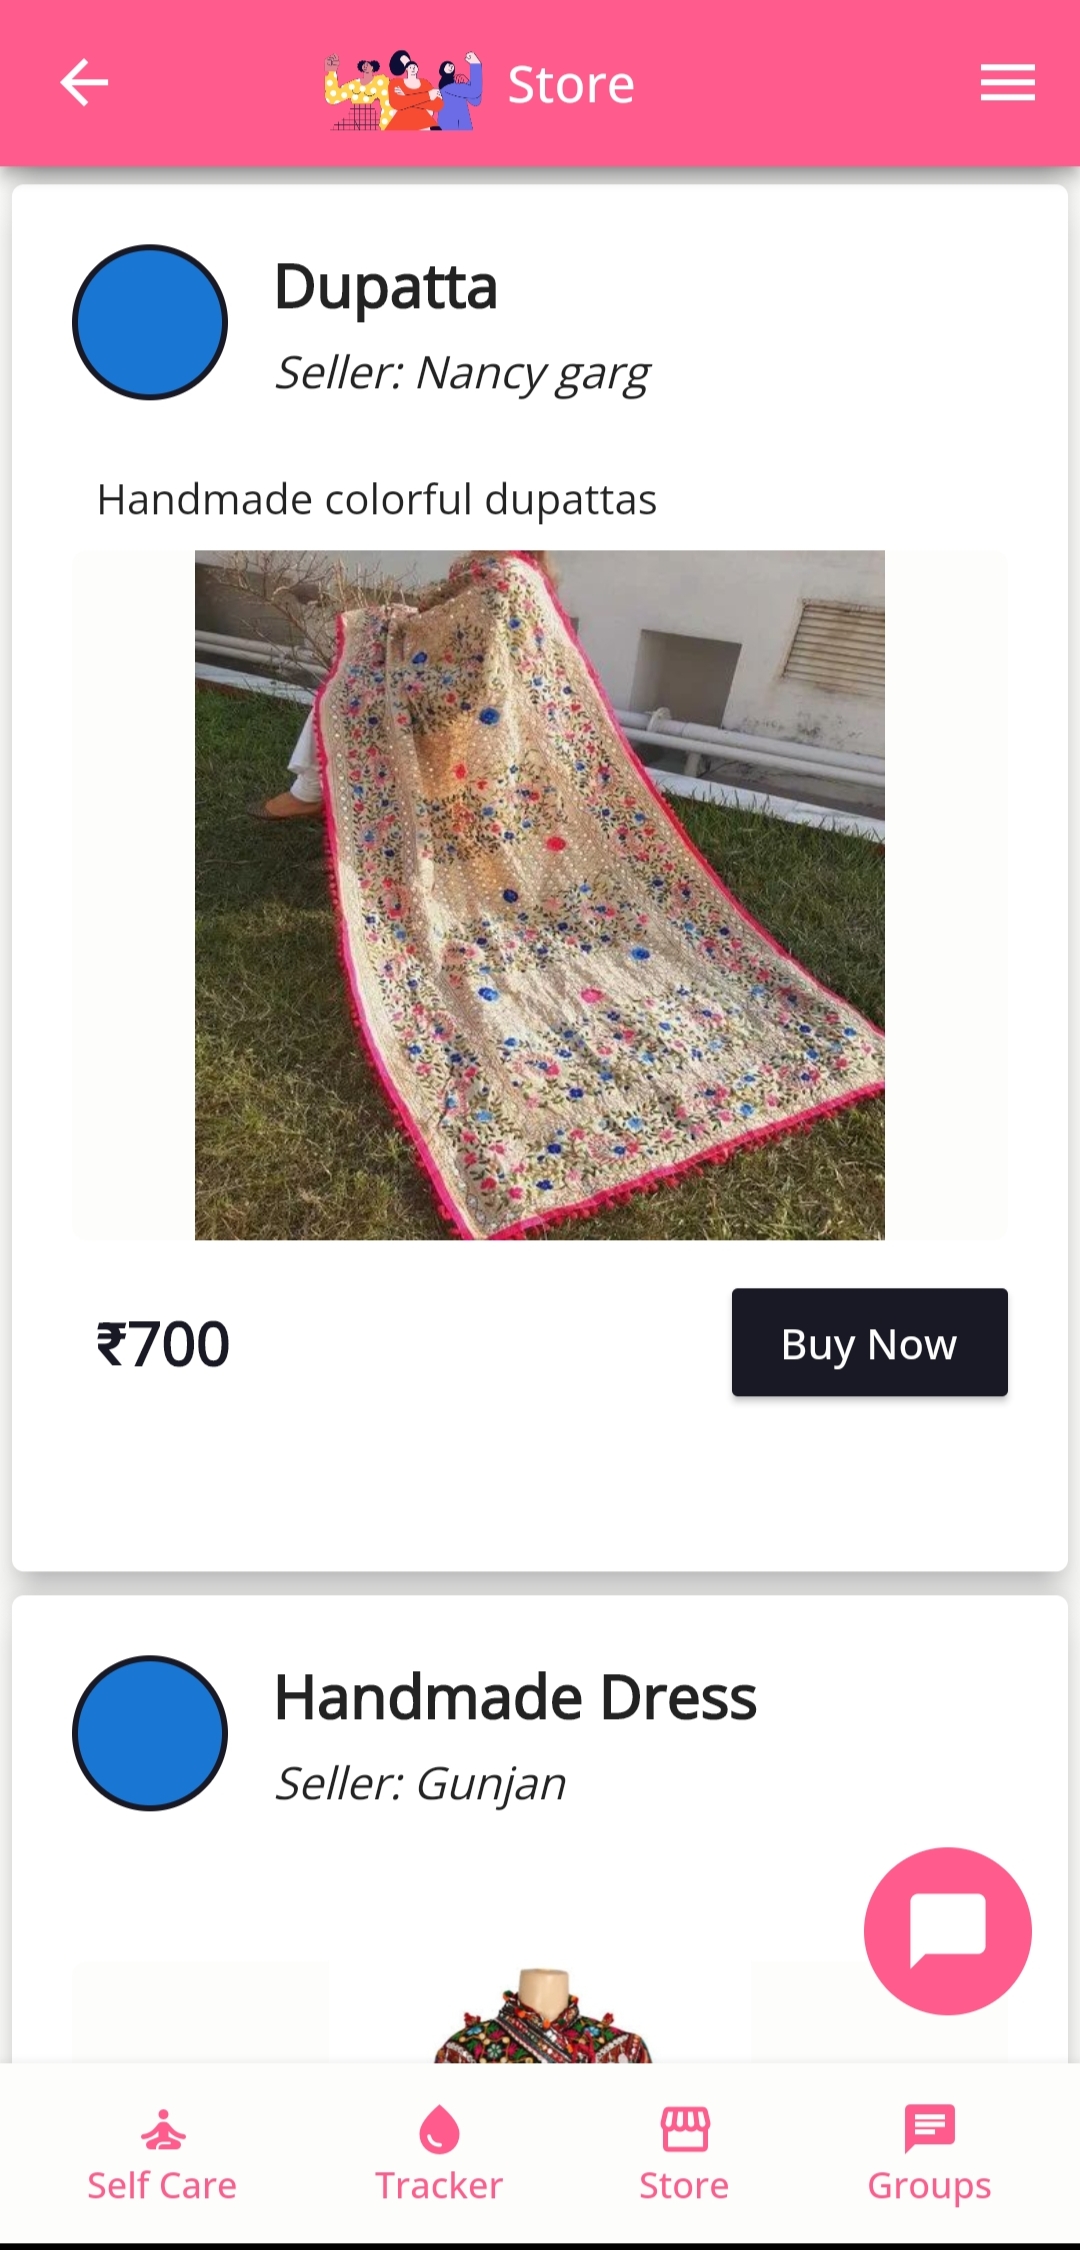 Store
Dupatta
Seller: Nancy garg
Handmade colorful dupattas
₹700
Buy Now
Handmade Dress
Seller: Gunjan
Self Care
Tracker
Store
Groups